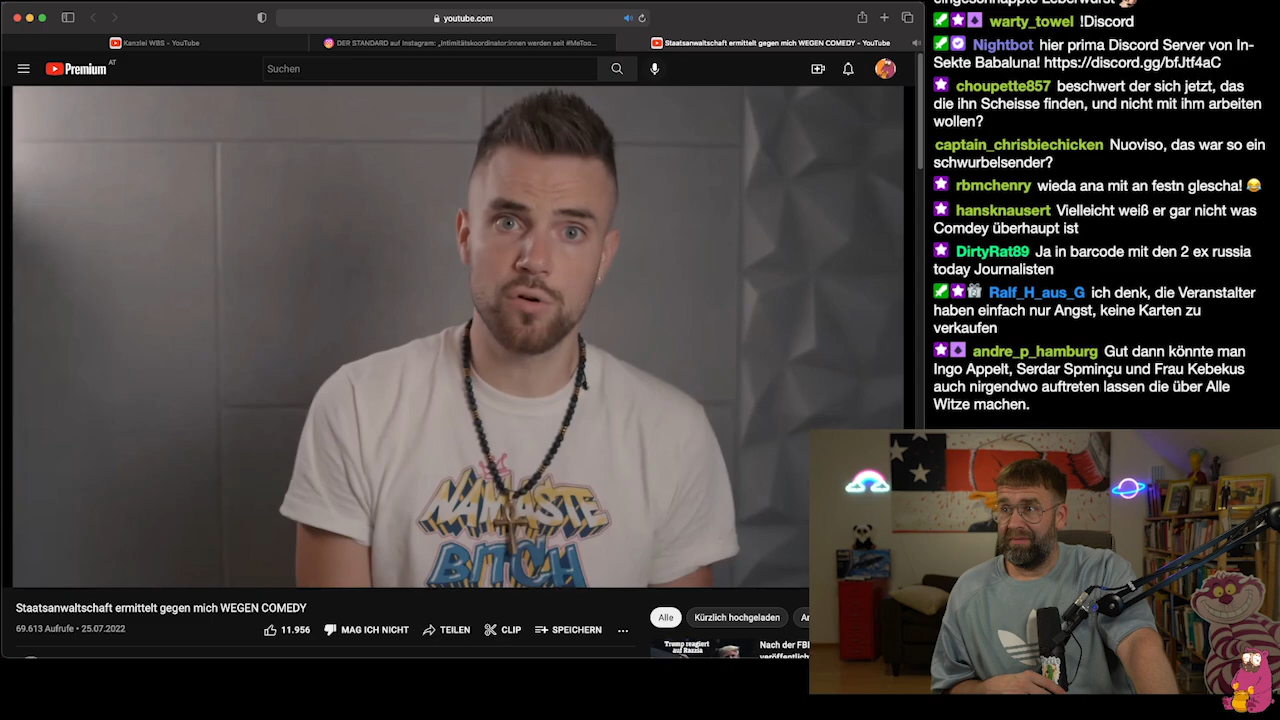 youtube.com
Kanzlei WBS - YouTube
DER STANDARD auf Instagram: „Intimitätskoordinator:innen werden seit #MeToo...
Staatsanwaltschaft ermittelt gegen mich WEGEN COMEDY - YouTube
Premium AT
Suchen
NAMASTE
BITCH
Staatsanwaltschaft ermittelt gegen mich WEGEN COMEDY
69.613 Aufrufe • 25.07.2022
11.956 MAG ICH NICHT TEILEN CLIP SPEICHERN ...
Alle Kürzlich hochgeladen
Trump reagiert
auf Razzia
Nach der FBI
veröffentlich
eingeschnappte Leberwurst
warty_towel !Discord
Nightbot hier prima Discord Server von In-
Sekte Babaluna! https://discord.gg/bfJtf4aC
choupette857 beschwert der sich jetzt, das
die ihn Scheisse finden, und nicht mit ihm arbeiten
wollen?
captain_chrisbiechicken Nuoviso, das war so ein
schwurbelsender?
rbmchenry wieda ana mit an festn glescha! 😂
hansknausert Vielleicht weiß er gar nicht was
Comdey überhaupt ist
DirtyRat89 Ja in barcode mit den 2 ex russia
today Journalisten
Ralf_H_aus_G ich denk, die Veranstalter
haben einfach nur Angst, keine Karten zu
verkaufen
andre_p_hamburg Gut dann könnte man
Ingo Appelt, Serdar Spminçu und Frau Kebekus
auch nirgendwo auftreten lassen die über Alle
Witze machen.